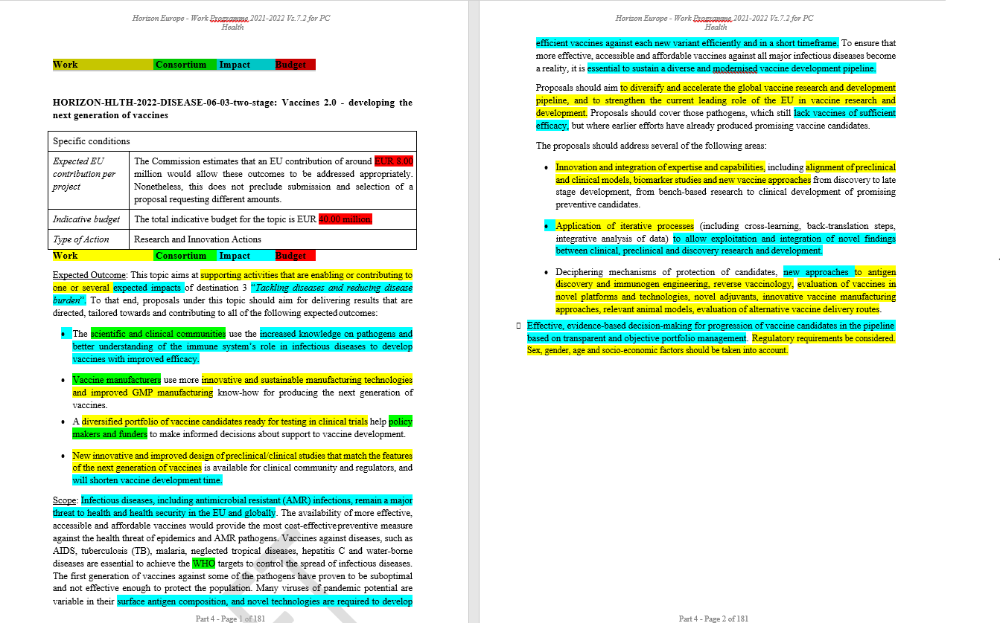 Horizon Europe - Work Programme 2021-2022 Vs.7.2 for PC
Health
Work Consortium Impact Budget
HORIZON-HLTH-2022-DISEASE-06-03-two-stage: Vaccines 2.0 - developing the
next generation of vaccines
Specific conditions
Expected EU
contribution per
project
The Commission estimates that an EU contribution of around EUR 8.00
million would allow these outcomes to be addressed appropriately.
Nonetheless, this does not preclude submission and selection of a
proposal requesting different amounts.
Indicative budget
The total indicative budget for the topic is EUR 40.00 million.
Type of Action
Research and Innovation Actions
Work Consortium Impact Budget
Expected Outcome: This topic aims at supporting activities that are enabling or contributing to
one or several expected impacts of destination 3 “Tackling diseases and reducing disease
burden”. To that end, proposals under this topic should aim for delivering results that are
directed, tailored towards and contributing to all of the following expected outcomes:
• The scientific and clinical communities use the increased knowledge on pathogens and
better understanding of the immune system’s role in infectious diseases to develop
vaccines with improved efficacy.
• Vaccine manufacturers use more innovative and sustainable manufacturing technologies
and improved GMP manufacturing know-how for producing the next generation of
vaccines.
• A diversified portfolio of vaccine candidates ready for testing in clinical trials help policy
makers and funders to make informed decisions about support to vaccine development.
• New innovative and improved design of preclinical/clinical studies that match the features
of the next generation of vaccines is available for clinical community and regulators, and
will shorten vaccine development time.
Scope: Infectious diseases, including antimicrobial resistant (AMR) infections, remain a major
threat to health and health security in the EU and globally. The availability of more effective,
accessible and affordable vaccines would provide the most cost-effective preventive measure
against the health threat of epidemics and AMR pathogens. Vaccines against diseases, such as
AIDS, tuberculosis (TB), malaria, neglected tropical diseases, hepatitis C and water-borne
diseases are essential to achieve the WHO targets to control the spread of infectious diseases.
The first generation of vaccines against some of the pathogens have proven to be suboptimal
and not effective enough to protect the population. Many viruses of pandemic potential are
variable in their surface antigen composition, and novel technologies are required to develop
Part 4 - Page 1 of 181
Horizon Europe - Work Programme 2021-2022 Vs.7.2 for PC
Health
efficient vaccines against each new variant efficiently and in a short timeframe. To ensure that
more effective, accessible and affordable vaccines against all major infectious diseases become
a reality, it is essential to sustain a diverse and modernised vaccine development pipeline.
Proposals should aim to diversify and accelerate the global vaccine research and development
pipeline, and to strengthen the current leading role of the EU in vaccine research and
development. Proposals should cover those pathogens, which still lack vaccines of sufficient
efficacy, but where earlier efforts have already produced promising vaccine candidates.
The proposals should address several of the following areas:
• Innovation and integration of expertise and capabilities, including alignment of preclinical
and clinical models, biomarker studies and new vaccine approaches from discovery to late
stage development, from bench-based research to clinical development of promising
preventive candidates.
• Application of iterative processes (including cross-learning, back-translation steps,
integrative analysis of data) to allow exploitation and integration of novel findings
between clinical, preclinical and discovery research and development.
• Deciphering mechanisms of protection of candidates, new approaches to antigen
discovery and immunogen engineering, reverse vaccinology, evaluation of vaccines in
novel platforms and technologies, novel adjuvants, innovative vaccine manufacturing
approaches, relevant animal models, evaluation of alternative vaccine delivery routes.
Effective, evidence-based decision-making for progression of vaccine candidates in the pipeline
based on transparent and objective portfolio management. Regulatory requirements be considered.
Sex, gender, age and socio-economic factors should be taken into account.
Part 4 - Page 2 of 181